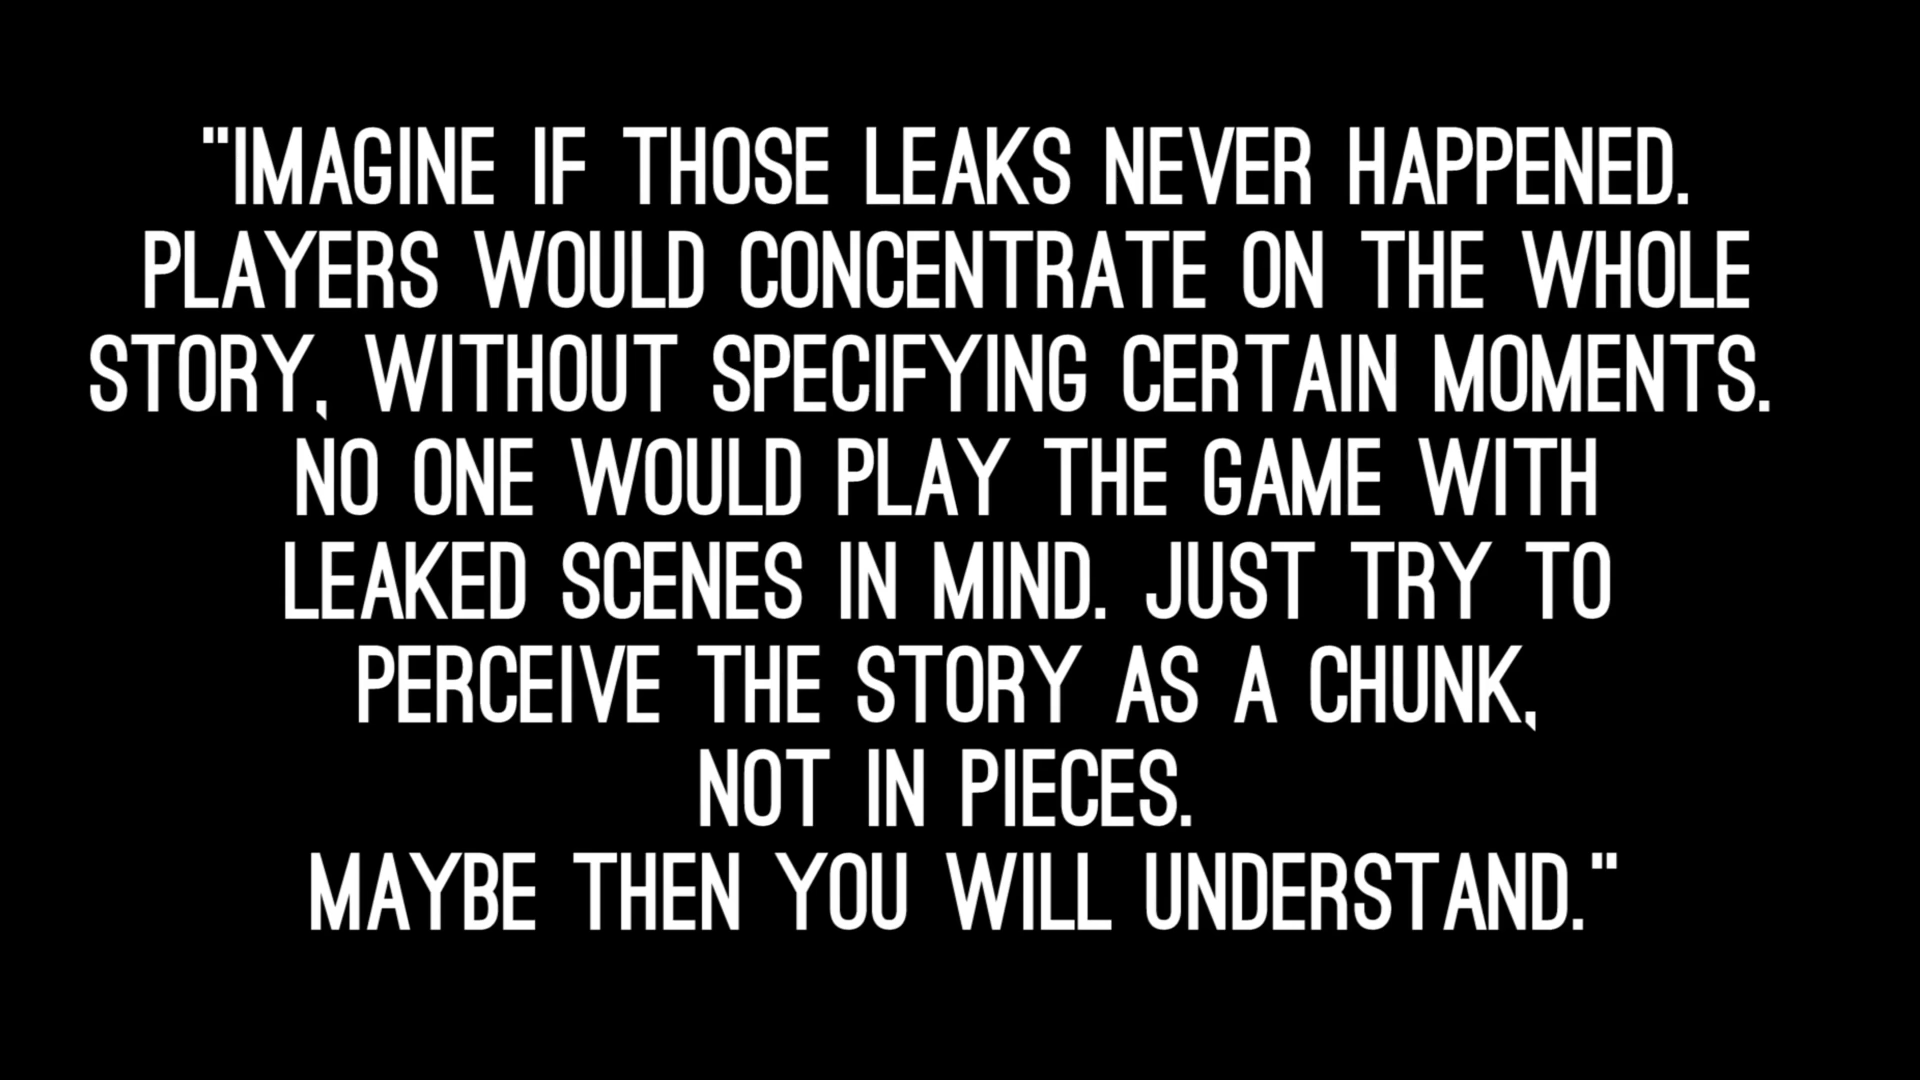 "IMAGINE IF THOSE LEAKS NEVER HAPPENED.
PLAYERS WOULD CONCENTRATE ON THE WHOLE
STORY, WITHOUT SPECIFYING CERTAIN MOMENTS.
NO ONE WOULD PLAY THE GAME WITH
LEAKED SCENES IN MIND. JUST TRY TO
PERCEIVE THE STORY AS A CHUNK,
NOT IN PIECES.
MAYBE THEN YOU WILL UNDERSTAND."